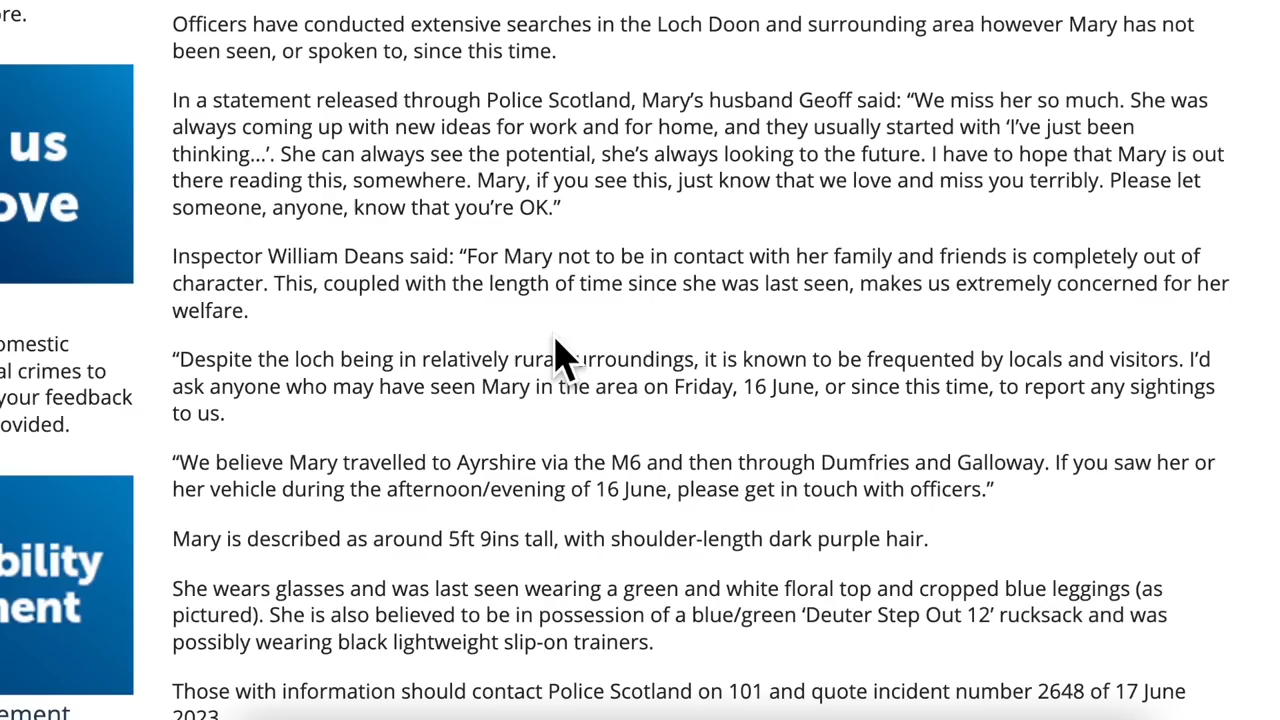 ore.
Officers have conducted extensive searches in the Loch Doon and surrounding area however Mary has not
been seen, or spoken to, since this time.
In a statement released through Police Scotland, Mary’s husband Geoff said: “We miss her so much. She was
always coming up with new ideas for work and for home, and they usually started with ‘I’ve just been
thinking…’. She can always see the potential, she’s always looking to the future. I have to hope that Mary is out
there reading this, somewhere. Mary, if you see this, just know that we love and miss you terribly. Please let
someone, anyone, know that you’re OK.”
Inspector William Deans said: “For Mary not to be in contact with her family and friends is completely out of
character. This, coupled with the length of time since she was last seen, makes us extremely concerned for her
welfare.
“Despite the loch being in relatively rural surroundings, it is known to be frequented by locals and visitors. I’d
ask anyone who may have seen Mary in the area on Friday, 16 June, or since this time, to report any sightings
to us.
“We believe Mary travelled to Ayrshire via the M6 and then through Dumfries and Galloway. If you saw her or
her vehicle during the afternoon/evening of 16 June, please get in touch with officers.”
Mary is described as around 5ft 9ins tall, with shoulder-length dark purple hair.
She wears glasses and was last seen wearing a green and white floral top and cropped blue leggings (as
pictured). She is also believed to be in possession of a blue/green ‘Deuter Step Out 12’ rucksack and was
possibly wearing black lightweight slip-on trainers.
Those with information should contact Police Scotland on 101 and quote incident number 2648 of 17 June
2023
us
ove
omestic
al crimes to
your feedback
ovided.
bility
nent
ement